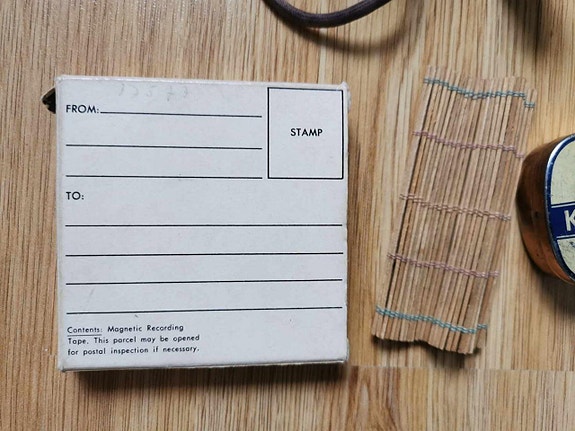 FROM:
STAMP
TO:
Contents: Magnetic Recording
Tape. This parcel may be opened
for postal inspection if necessary.
K